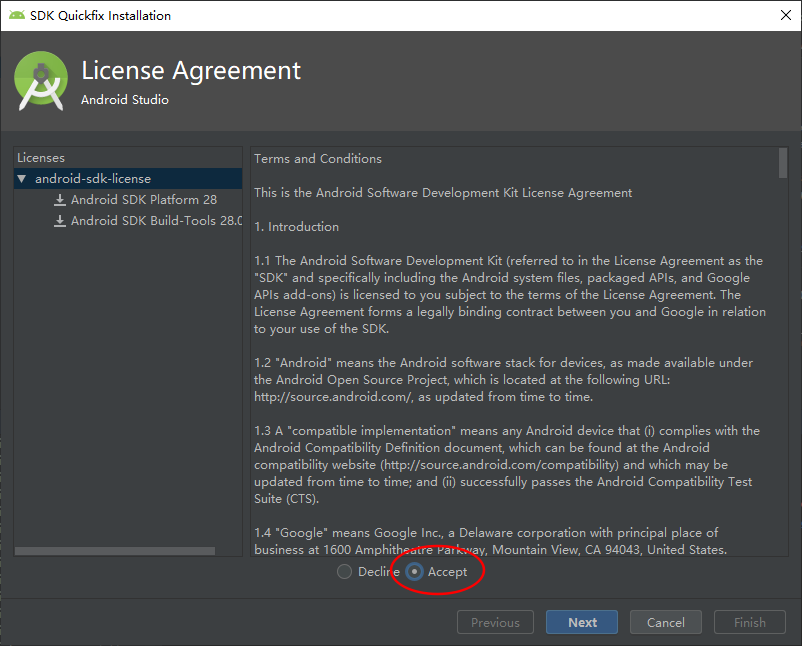 SDK Quickfix Installation
License Agreement
Android Studio
Licenses
android-sdk-license
Android SDK Platform 28
Android SDK Build-Tools 28.0
Terms and Conditions
This is the Android Software Development Kit License Agreement
1. Introduction
1.1 The Android Software Development Kit (referred to in the License Agreement as the
"SDK" and specifically including the Android system files, packaged APIs, and Google
APIs add-ons) is licensed to you subject to the terms of the License Agreement. The
License Agreement forms a legally binding contract between you and Google in relation
to your use of the SDK.
1.2 "Android" means the Android software stack for devices, as made available under
the Android Open Source Project, which is located at the following URL:
http://source.android.com/, as updated from time to time.
1.3 A "compatible implementation" means any Android device that (i) complies with the
Android Compatibility Definition document, which can be found at the Android
compatibility website (http://source.android.com/compatibility) and which may be
updated from time to time; and (ii) successfully passes the Android Compatibility Test
Suite (CTS).
1.4 "Google" means Google Inc., a Delaware corporation with principal place of
business at 1600 Amphitheatre Parkway, Mountain View, CA 94043, United States.
Decline Accept
Previous Next Cancel Finish